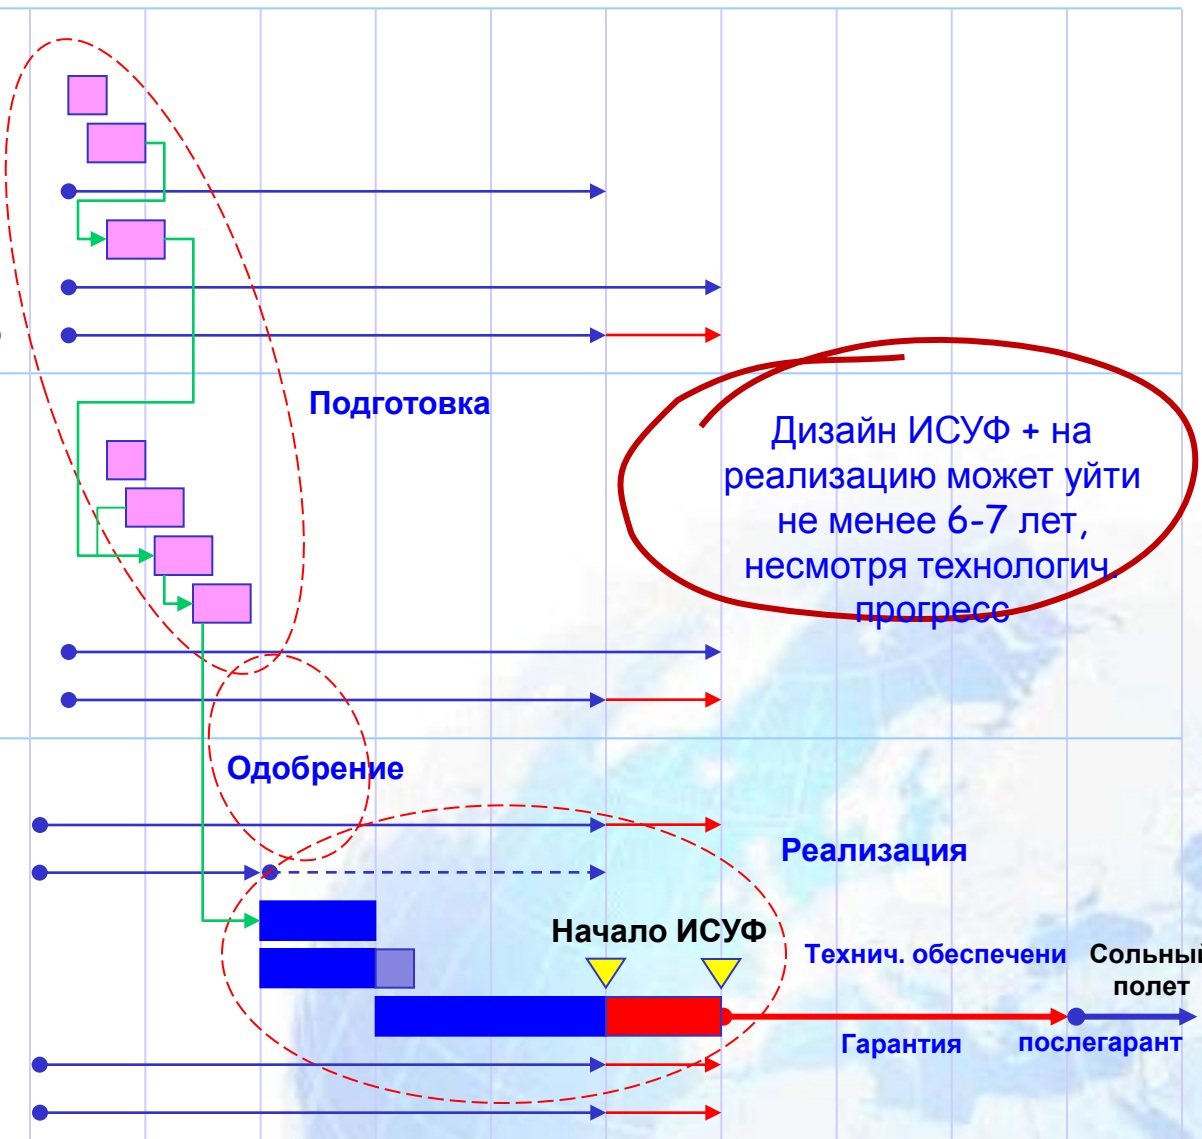 Подготовка
Дизайн ИСУФ + на
реализацию может уйти
не менее 6-7 лет,
несмотря технологич.
прогресс
Одобрение
Реализация
Начало ИСУФ
Технич. обеспечени
Сольный
полет
Гарантия
послегарант